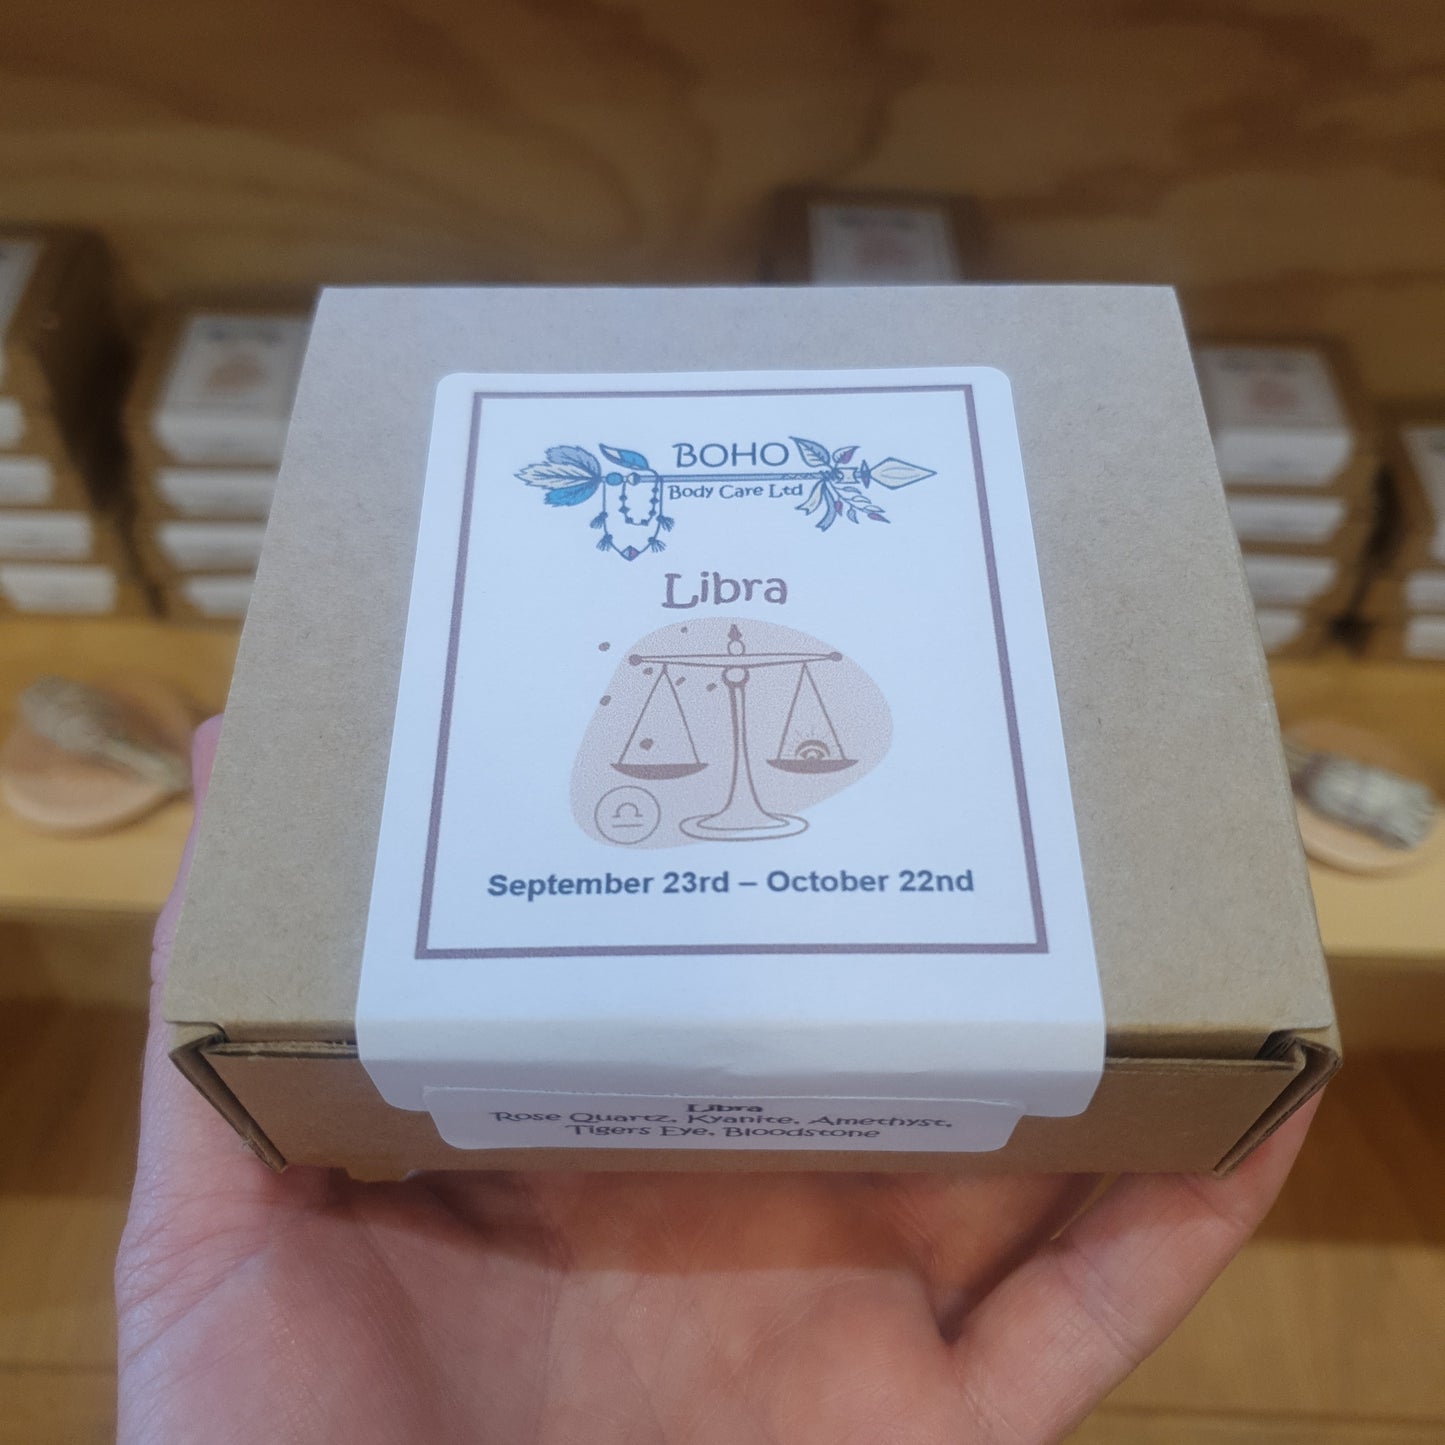 BOHO
Body Care Ltd
Libra
September 23rd – October 22nd
Libra
Rose Quartz, Kyanite, Amethyst,
Tigers Eye, Bloodstone